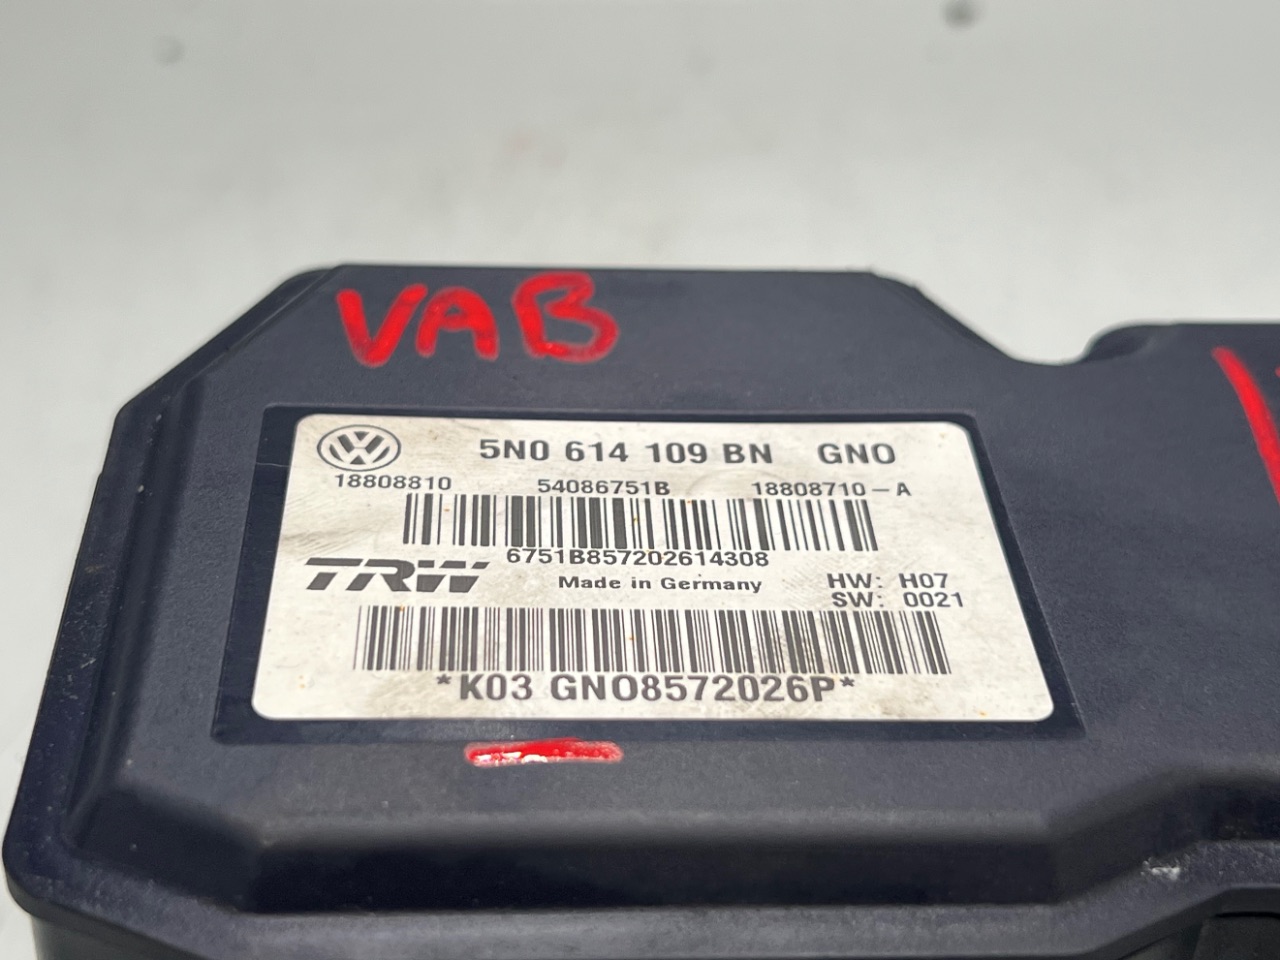 VAB
5N0 614 109 BN GNO
18808810 54086751B 18808710-A
6751B857202614308
TRW Made in Germany HW: H07
SW: 0021
*K03 GNO8572026P*